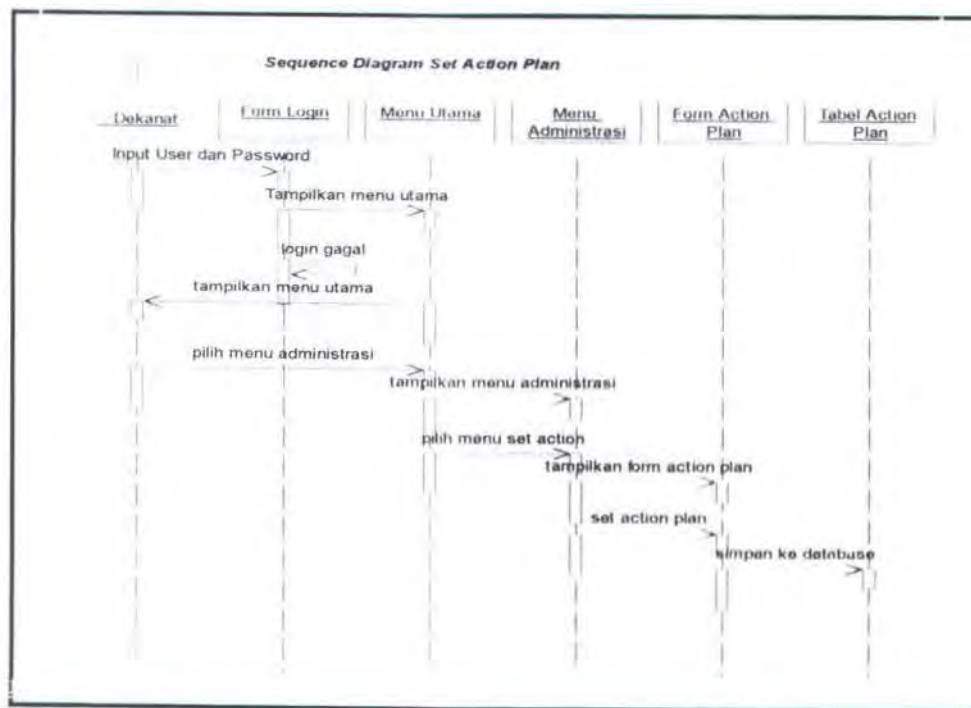 Sequence Diagram Set Action Plan
Dekanat
Form Login
Menu Utama
Menu
Administrasi
Form Action
Plan
Tabel Action
Plan
Input User dan Password
Tampilkan menu utama
login gagal
tampilkan menu utama
pilih menu administrasi
tampilkan menu administrasi
pilih menu set action
tampilkan form action plan
set action plan
simpan ke database